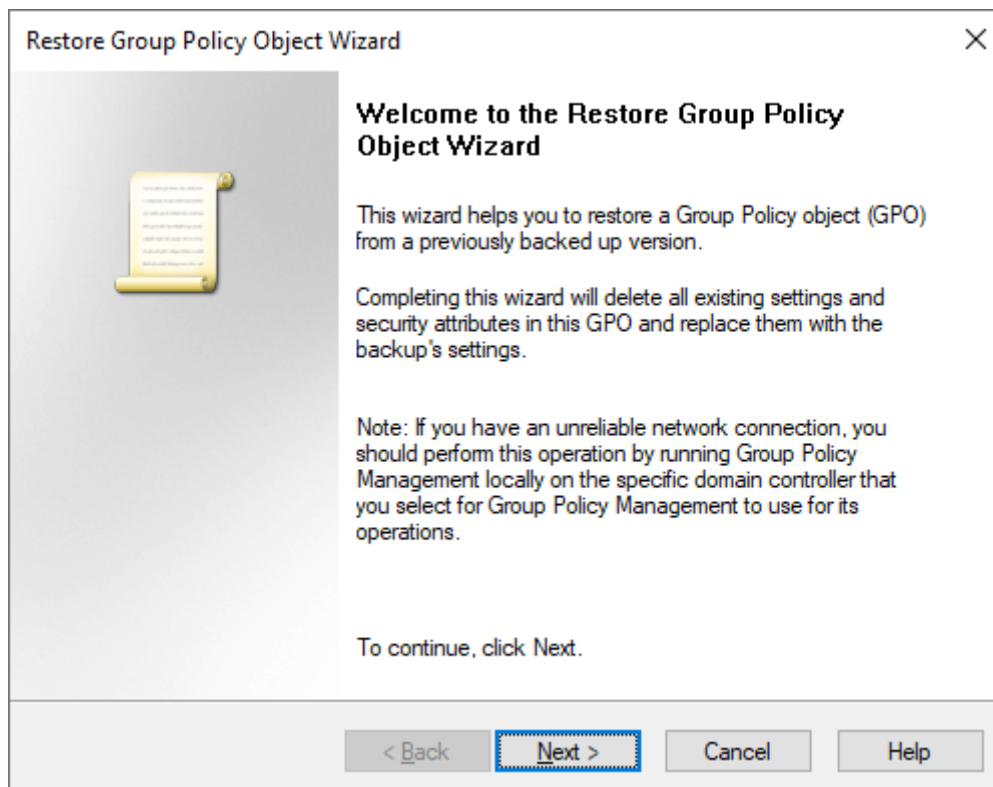 Restore Group Policy Object Wizard
Welcome to the Restore Group Policy
Object Wizard
This wizard helps you to restore a Group Policy object (GPO)
from a previously backed up version.
Completing this wizard will delete all existing settings and
security attributes in this GPO and replace them with the
backup's settings.
Note: If you have an unreliable network connection, you
should perform this operation by running Group Policy
Management locally on the specific domain controller that
you select for Group Policy Management to use for its
operations.
To continue, click Next.
< Back Next > Cancel Help